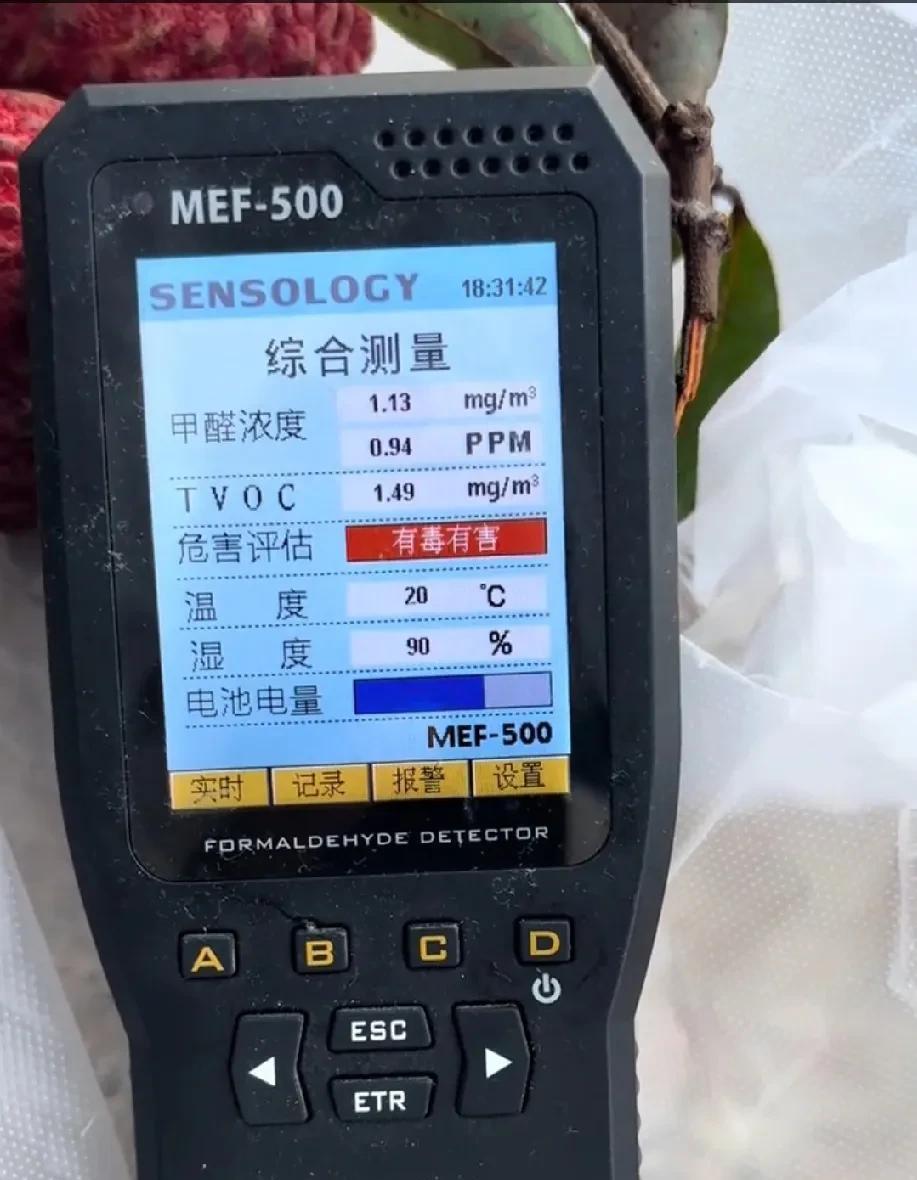 MEF-500
SENSOLOGY 18:31:42
综合测量
甲醛浓度 1.13 mg/m³
0.94 PPM
TVOC 1.49 mg/m³
危害评估 有毒有害
温度 20 ℃
湿度 90 %
电池电量
MEF-500
实时 记录 报警 设置
FORMALDEHYDE DETECTOR
A B C D
ESC
ETR